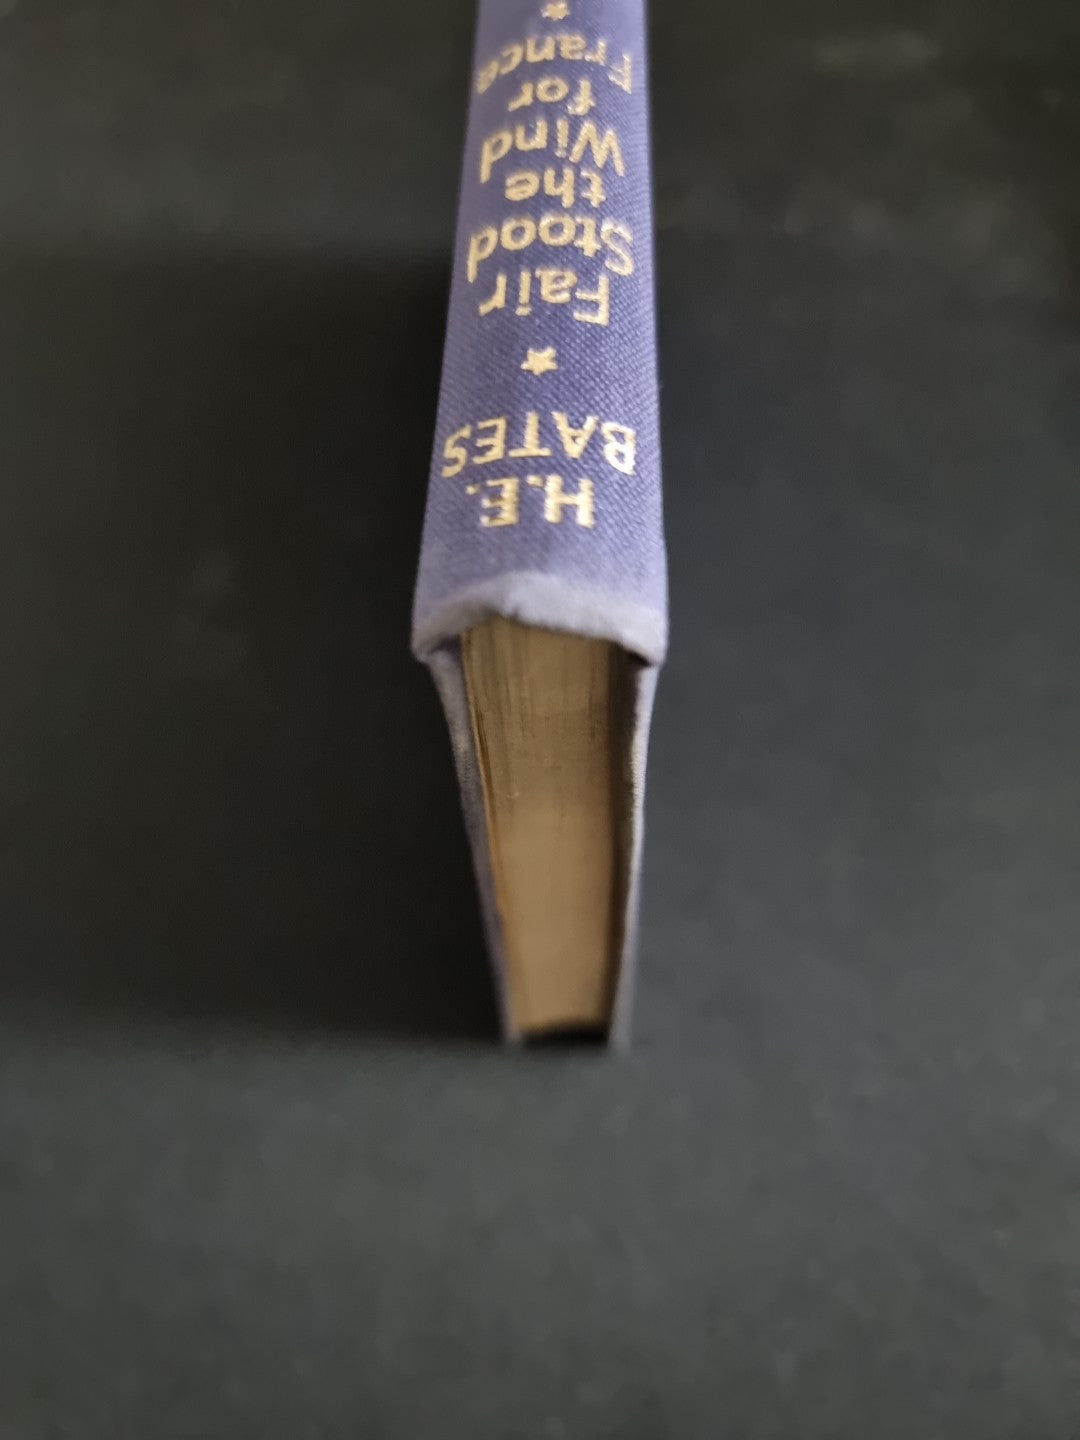 H.E.
BATES
Fair
Stood
the
Wind
for
France